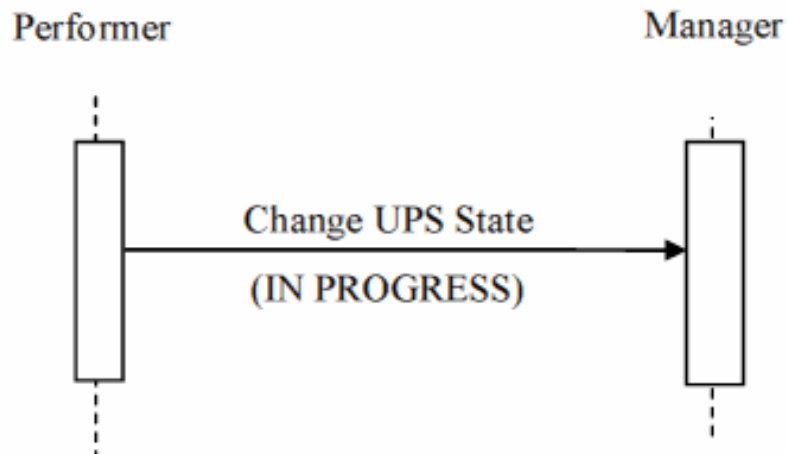 Performer
Manager
Change UPS State
(IN PROGRESS)